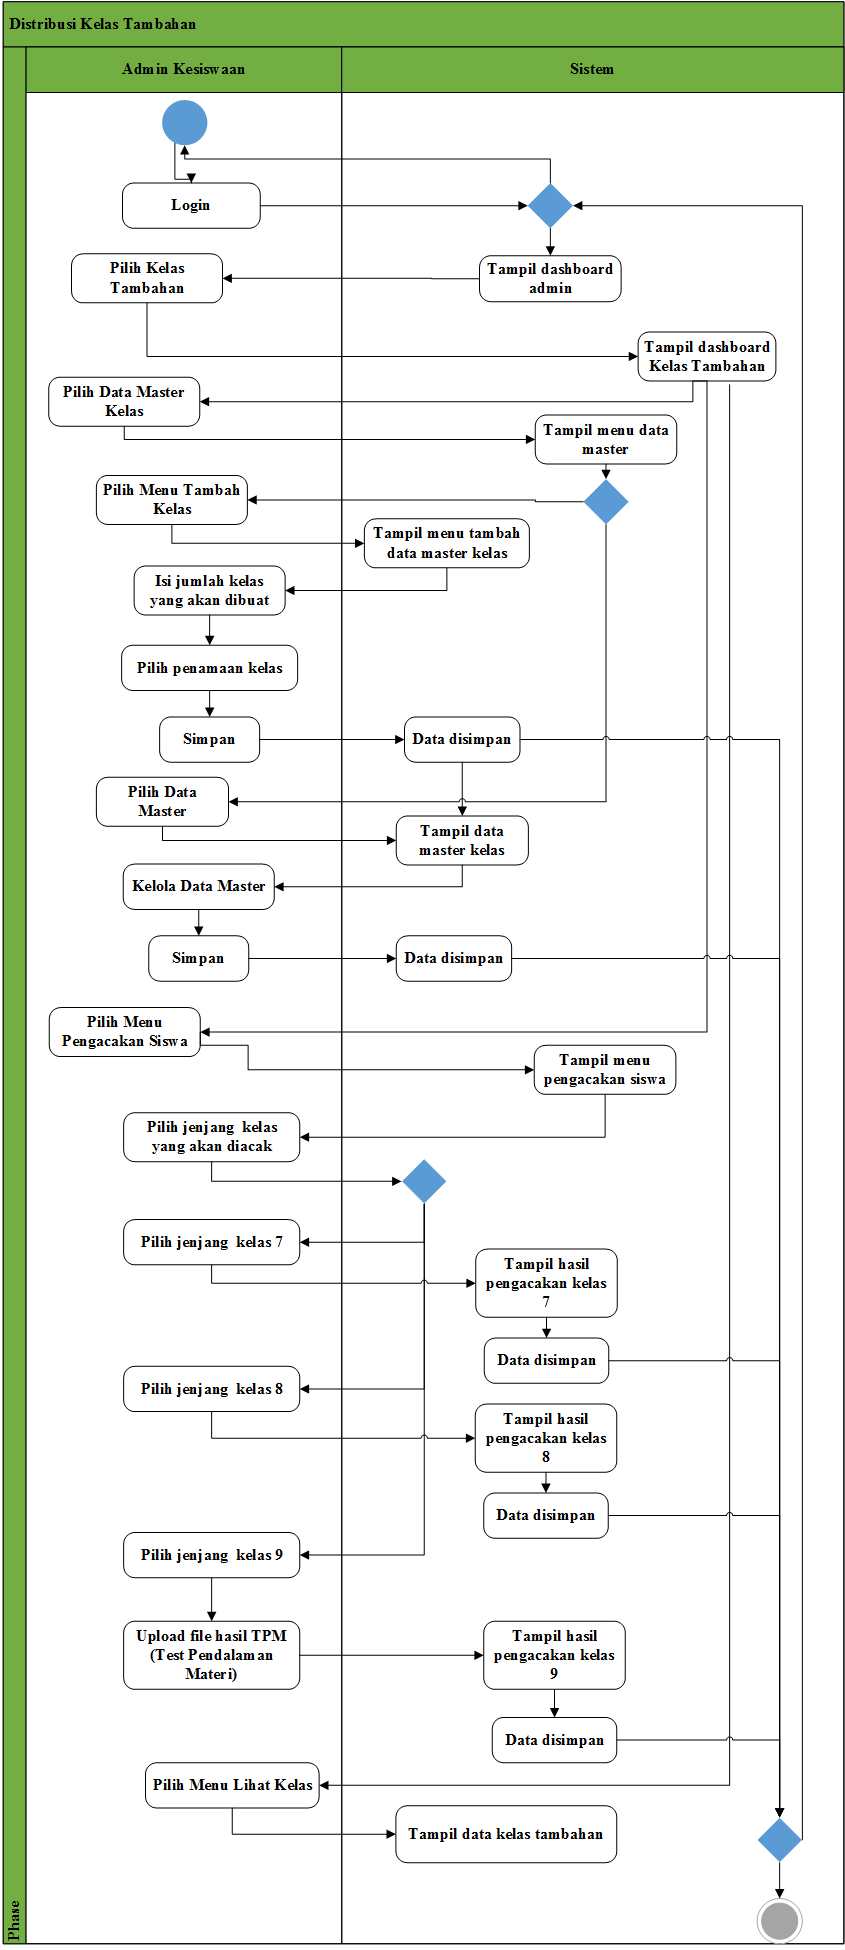 Distribusi Kelas Tambahan
Admin Kesiswaan
Sistem
Login
Pilih Kelas
Tambahan
Tampil dashboard
admin
Tampil dashboard
Kelas Tambahan
Pilih Data Master
Kelas
Tampil menu data
master
Pilih Menu Tambah
Kelas
Tampil menu tambah
data master kelas
Isi jumlah kelas
yang akan dibuat
Pilih penamaan kelas
Simpan
Data disimpan
Pilih Data
Master
Tampil data
master kelas
Kelola Data Master
Simpan
Data disimpan
Pilih Menu
Pengacakan Siswa
Tampil menu
pengacakan siswa
Pilih jenjang kelas
yang akan diacak
Pilih jenjang kelas 7
Tampil hasil
pengacakan kelas
7
Data disimpan
Pilih jenjang kelas 8
Tampil hasil
pengacakan kelas
8
Data disimpan
Pilih jenjang kelas 9
Upload file hasil TPM
(Test Pendalaman
Materi)
Tampil hasil
pengacakan kelas
9
Data disimpan
Pilih Menu Lihat Kelas
Tampil data kelas tambahan
Phase